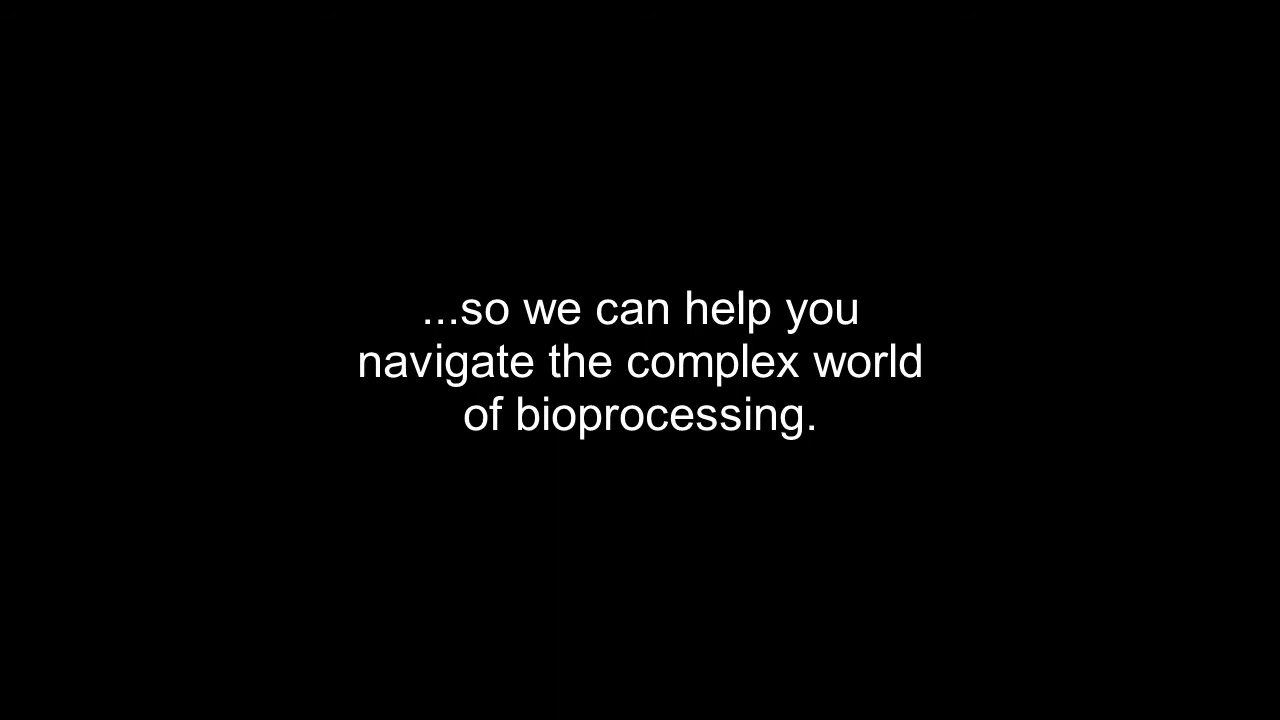 ...so we can help you
navigate the complex world
of bioprocessing.